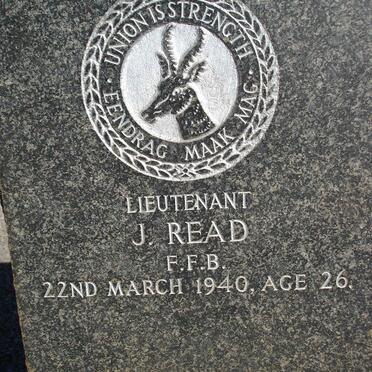 UNION IS STRENGTH
EENDRAG MAAK MAG
LIEUTENANT
J. READ
F.F.B.
22ND MARCH 1940, AGE 26.